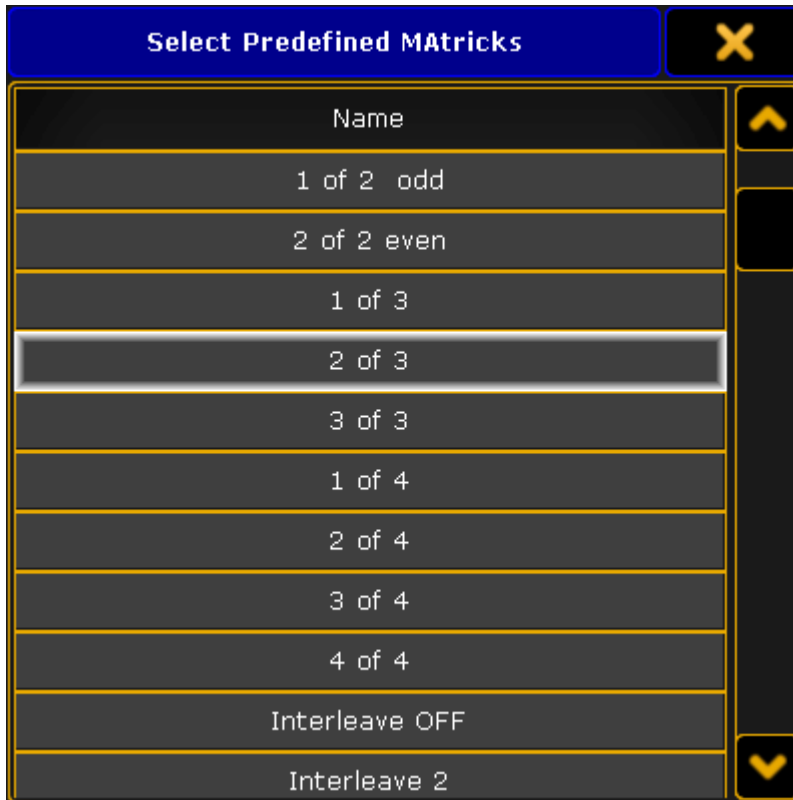 Select Predefined MAtricks
Name
1 of 2  odd
2 of 2 even
1 of 3
2 of 3
3 of 3
1 of 4
2 of 4
3 of 4
4 of 4
Interleave OFF
Interleave 2